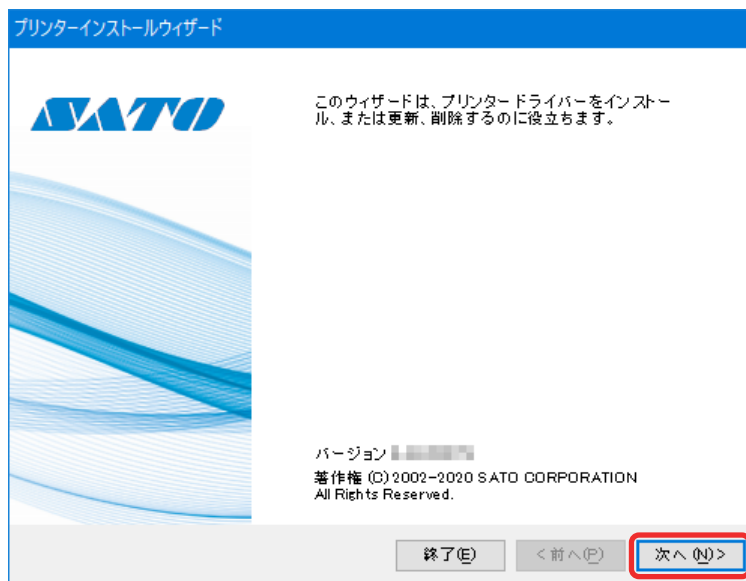 プリンターインストールウィザード
SATO
このウィザードは、プリンター ドライバーをインストー
ル、または更新、削除するのに役立ちます。
バージョン
著作権 (C)2002-2020 SATO CORPORATION
All Rights Reserved.
終了(E)
<前へ(P)
次へ(N)>